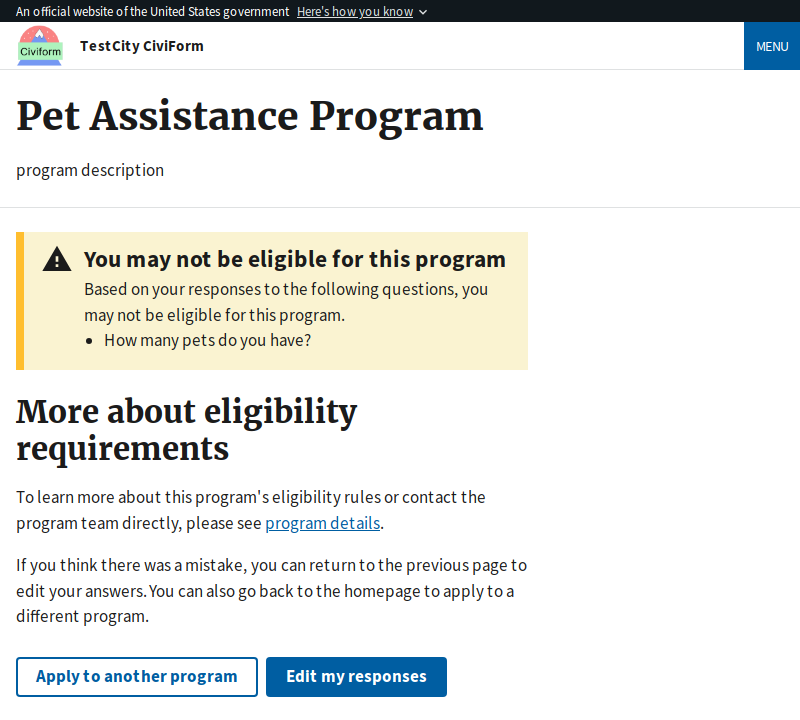 An official website of the United States government Here's how you know
Civiform
TestCity CiviForm
MENU
Pet Assistance Program
program description
You may not be eligible for this program
Based on your responses to the following questions, you
may not be eligible for this program.
• How many pets do you have?
More about eligibility
requirements
To learn more about this program's eligibility rules or contact the
program team directly, please see program details.
If you think there was a mistake, you can return to the previous page to
edit your answers. You can also go back to the homepage to apply to a
different program.
Apply to another program
Edit my responses